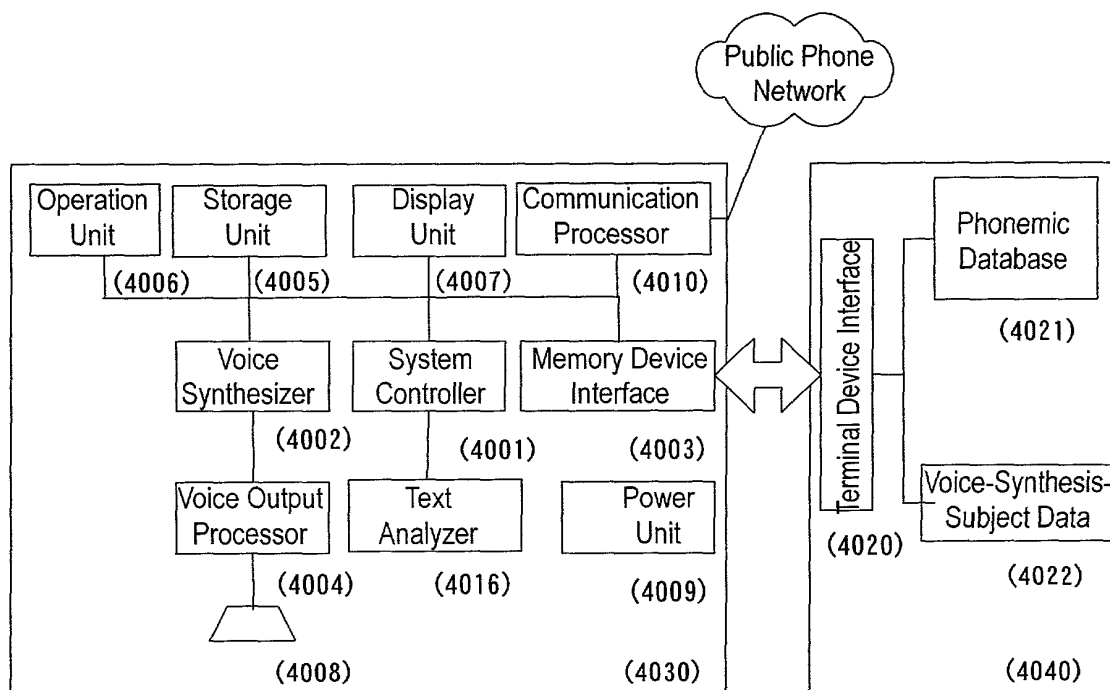 Public Phone
Network
Operation
Unit
(4006)
Storage
Unit
(4005)
Display
Unit
(4007)
Communication
Processor
(4010)
Voice
Synthesizer
(4002)
System
Controller
(4001)
Memory Device
Interface
(4003)
Voice Output
Processor
(4004)
Text
Analyzer
(4016)
Power
Unit
(4009)
(4008)
(4030)
Terminal Device Interface
(4020)
Phonemic
Database
(4021)
Voice-Synthesis-
Subject Data
(4022)
(4040)